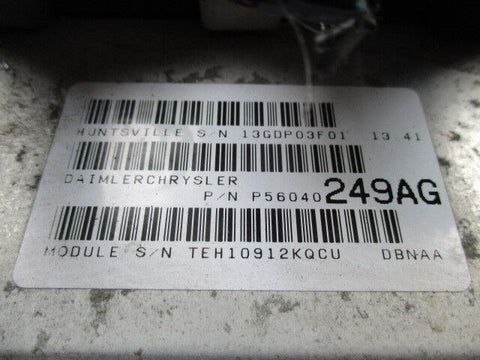 HUNTSVILLE S/N 13GDP03F01 13 41
DAIMLERCHRYSLER
P/N P56040249AG
MODULE S/N TEH10912KQCU DBNAA